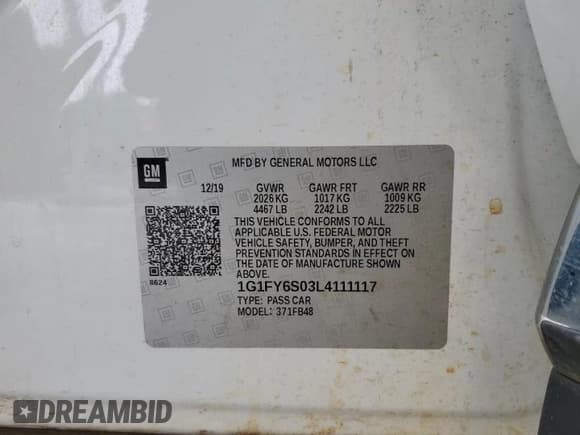 GM
MFD BY GENERAL MOTORS LLC
12/19 GVWR GAWR FRT GAWR RR
2026 KG 1017 KG 1009 KG
4467 LB 2242 LB 2225 LB
THIS VEHICLE CONFORMS TO ALL
APPLICABLE U.S. FEDERAL MOTOR
VEHICLE SAFETY, BUMPER, AND THEFT
PREVENTION STANDARDS IN EFFECT ON
THE DATE OF MANUFACTURE SHOWN
ABOVE.
8624
1G1FY6S03L4111117
TYPE: PASS CAR
MODEL: 371FB48
DREAMBID